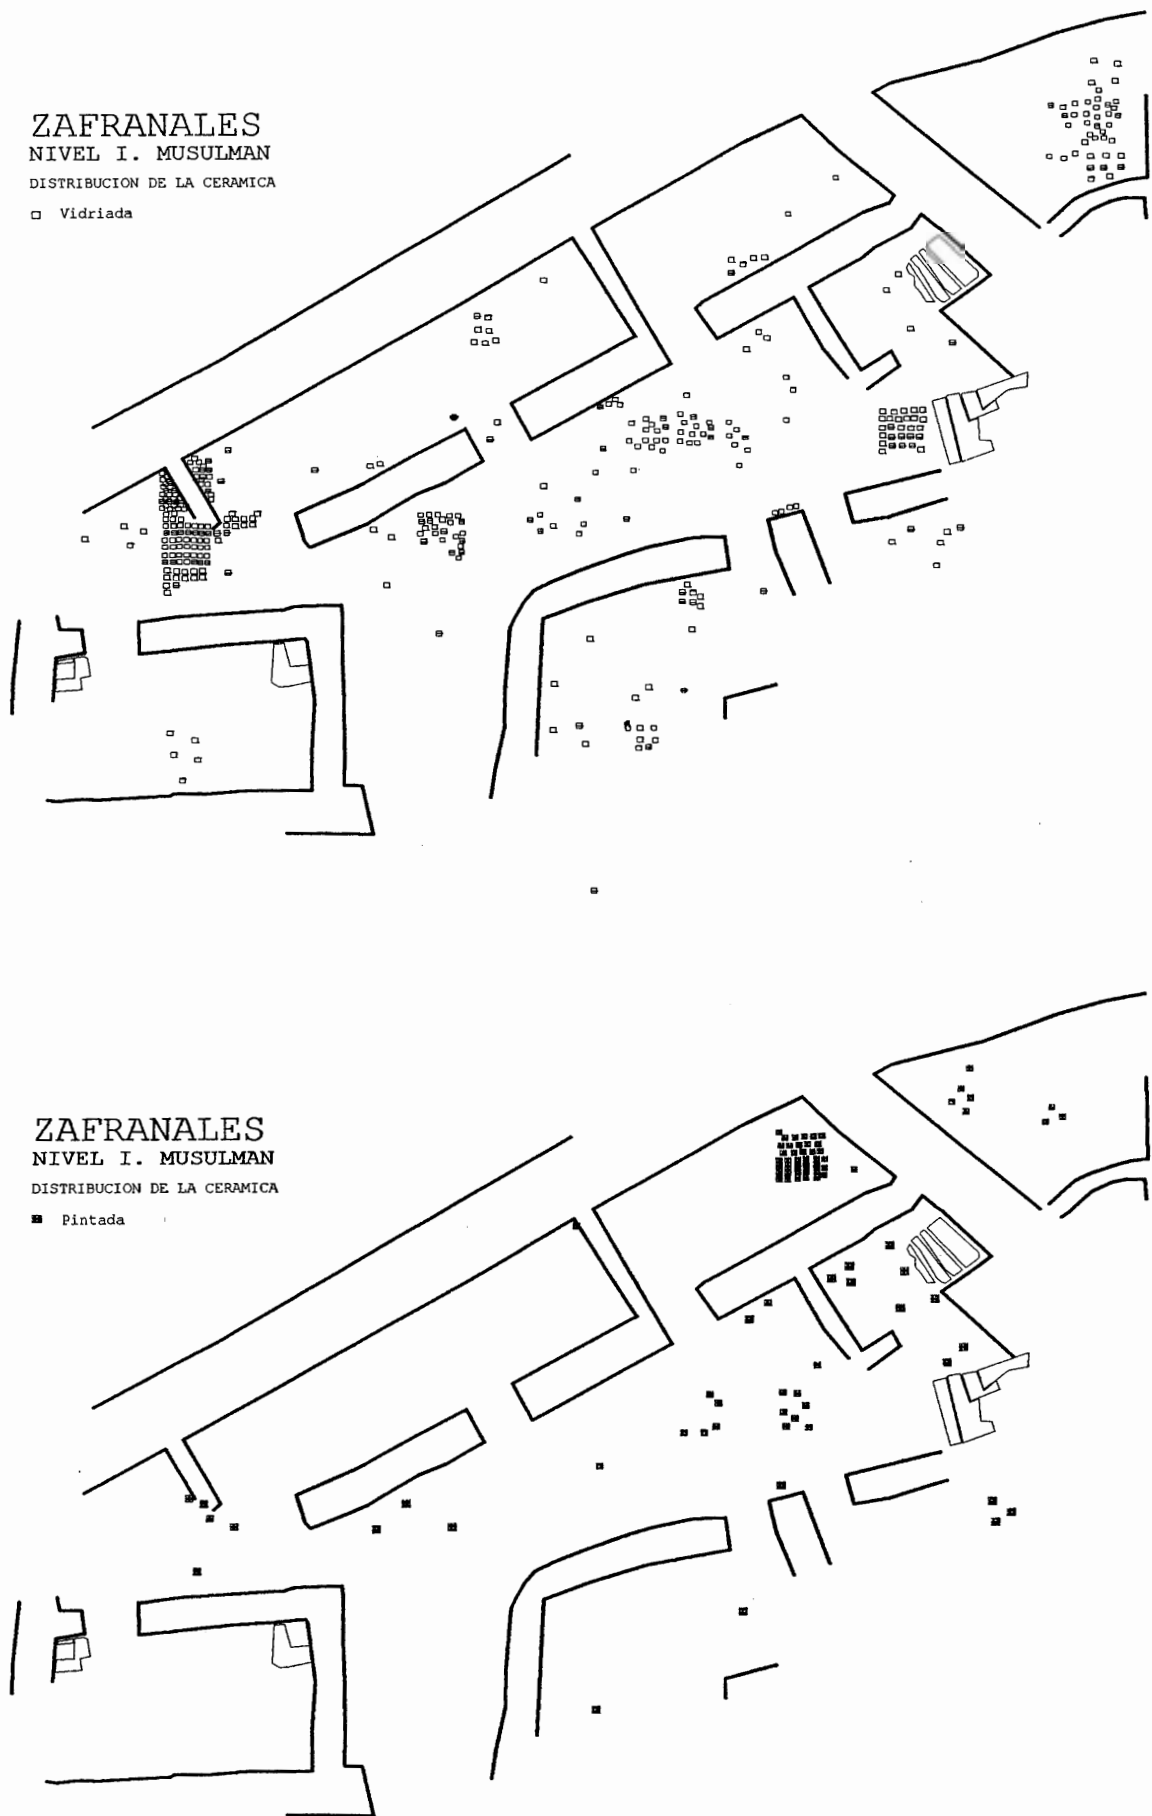 ZAFRANALES
NIVEL I. MUSULMAN
DISTRIBUCION DE LA CERAMICA
Vidriada
ZAFRANALES
NIVEL I. MUSULMAN
DISTRIBUCION DE LA CERAMICA
Pintada